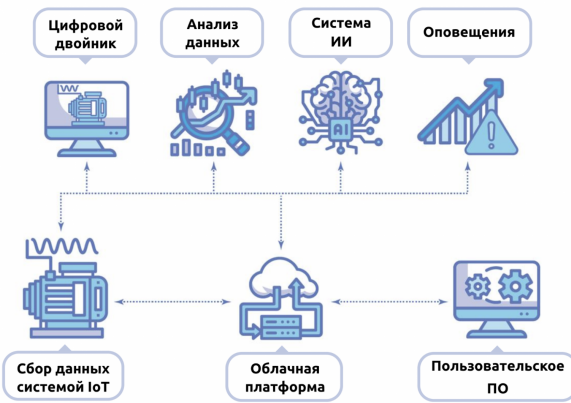 Цифровой
двойник
Анализ
данных
Система
ИИ
Оповещения
AI
Сбор данных
системой IoT
Облачная
платформа
Пользовательское
ПО